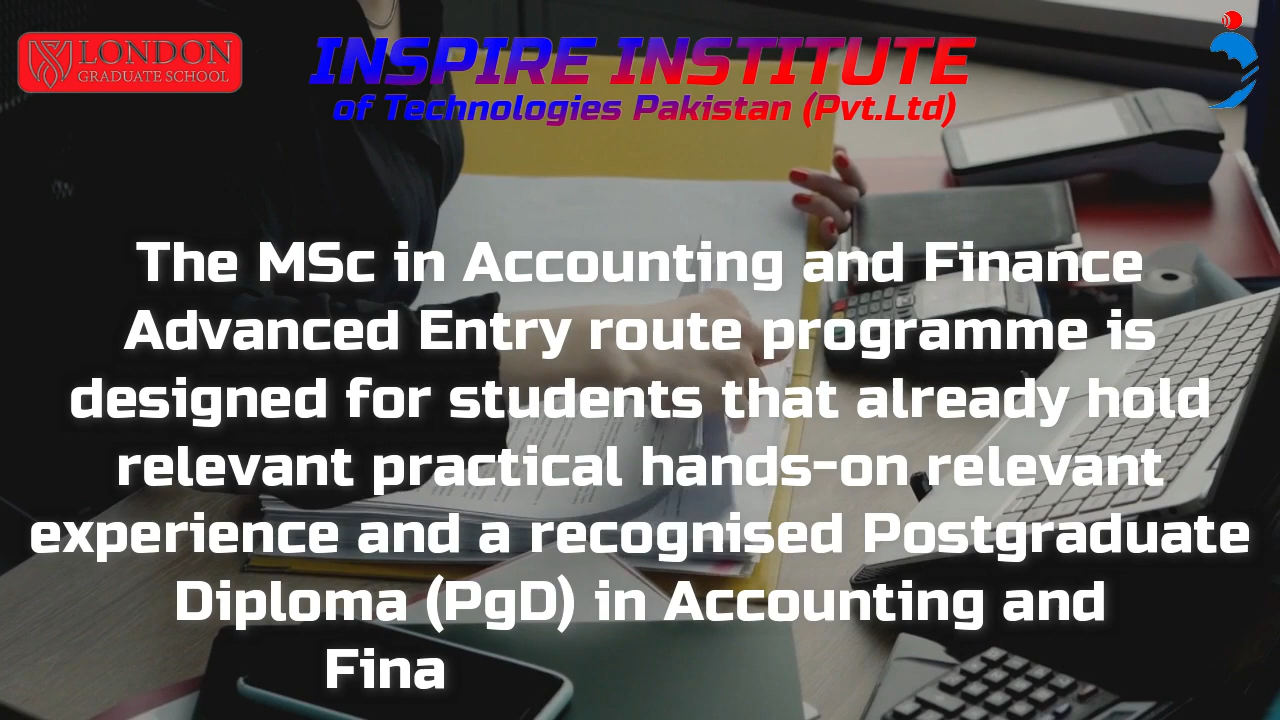 LONDON
GRADUATE SCHOOL
INSPIRE INSTITUTE
of Technologies Pakistan (Pvt.Ltd)
The MSc in Accounting and Finance
Advanced Entry route programme is
designed for students that already hold
relevant practical hands-on relevant
experience and a recognised Postgraduate
Diploma (PgD) in Accounting and
Fina